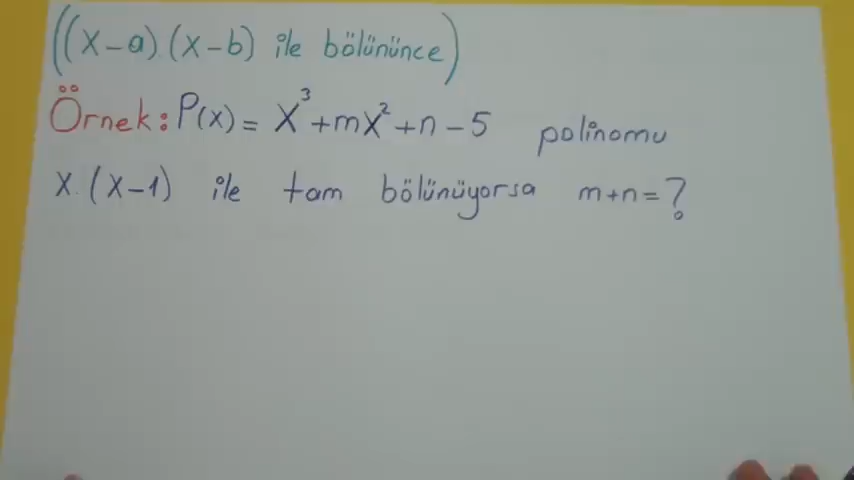 ((x-a).(x-b) ile bölününce)
Örnek: P(x) = x³+mx²+n-5 polinomu
x.(x-1) ile tam bölünüyorsa m+n=?